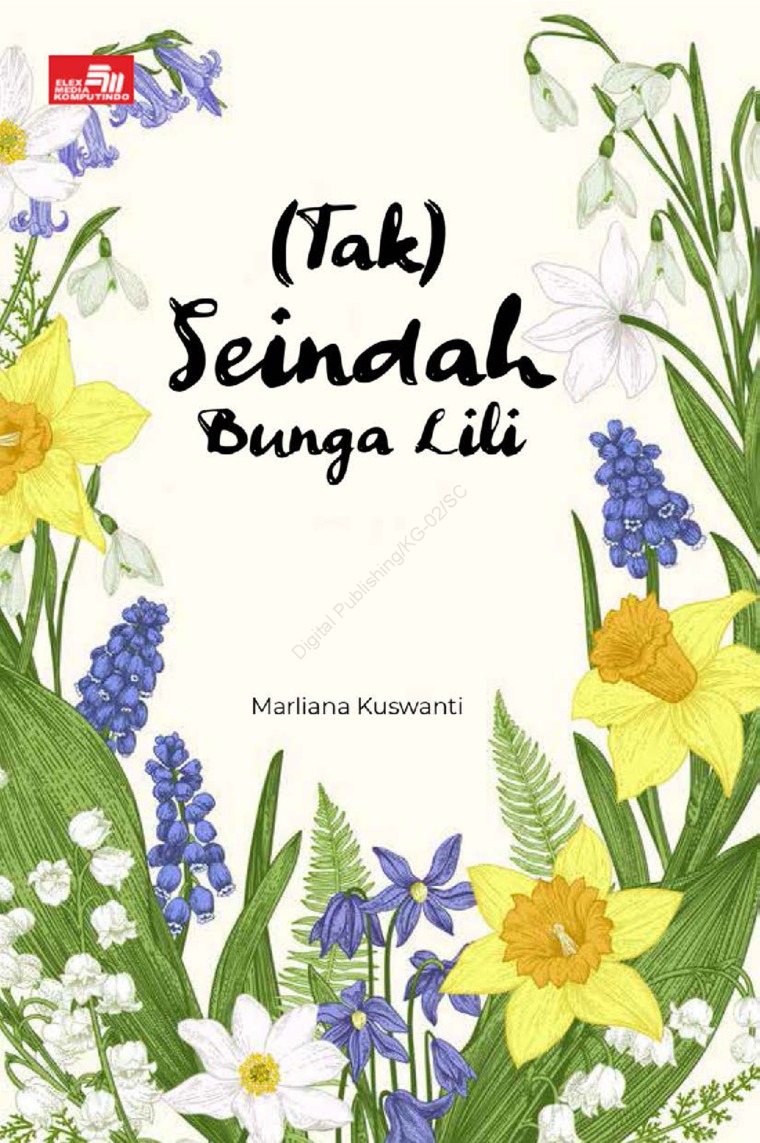 ELEX
MEDIA
KOMPUTINDO
(Tak)
Seindah
Bunga Lili
Digital Publishing/KG-02/SC
Marliana Kuswanti